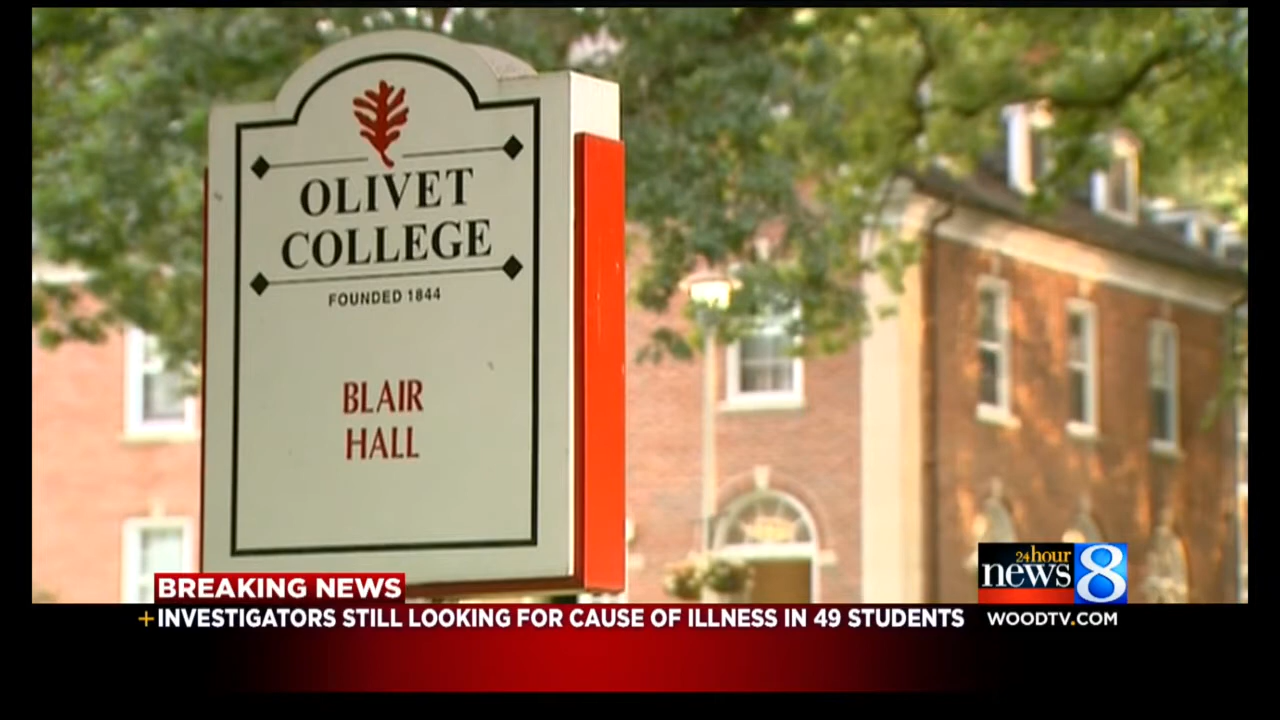 OLIVET
COLLEGE
FOUNDED 1844
BLAIR
HALL
BREAKING NEWS
+INVESTIGATORS STILL LOOKING FOR CAUSE OF ILLNESS IN 49 STUDENTS
24hour
news 8
WOODTV.COM